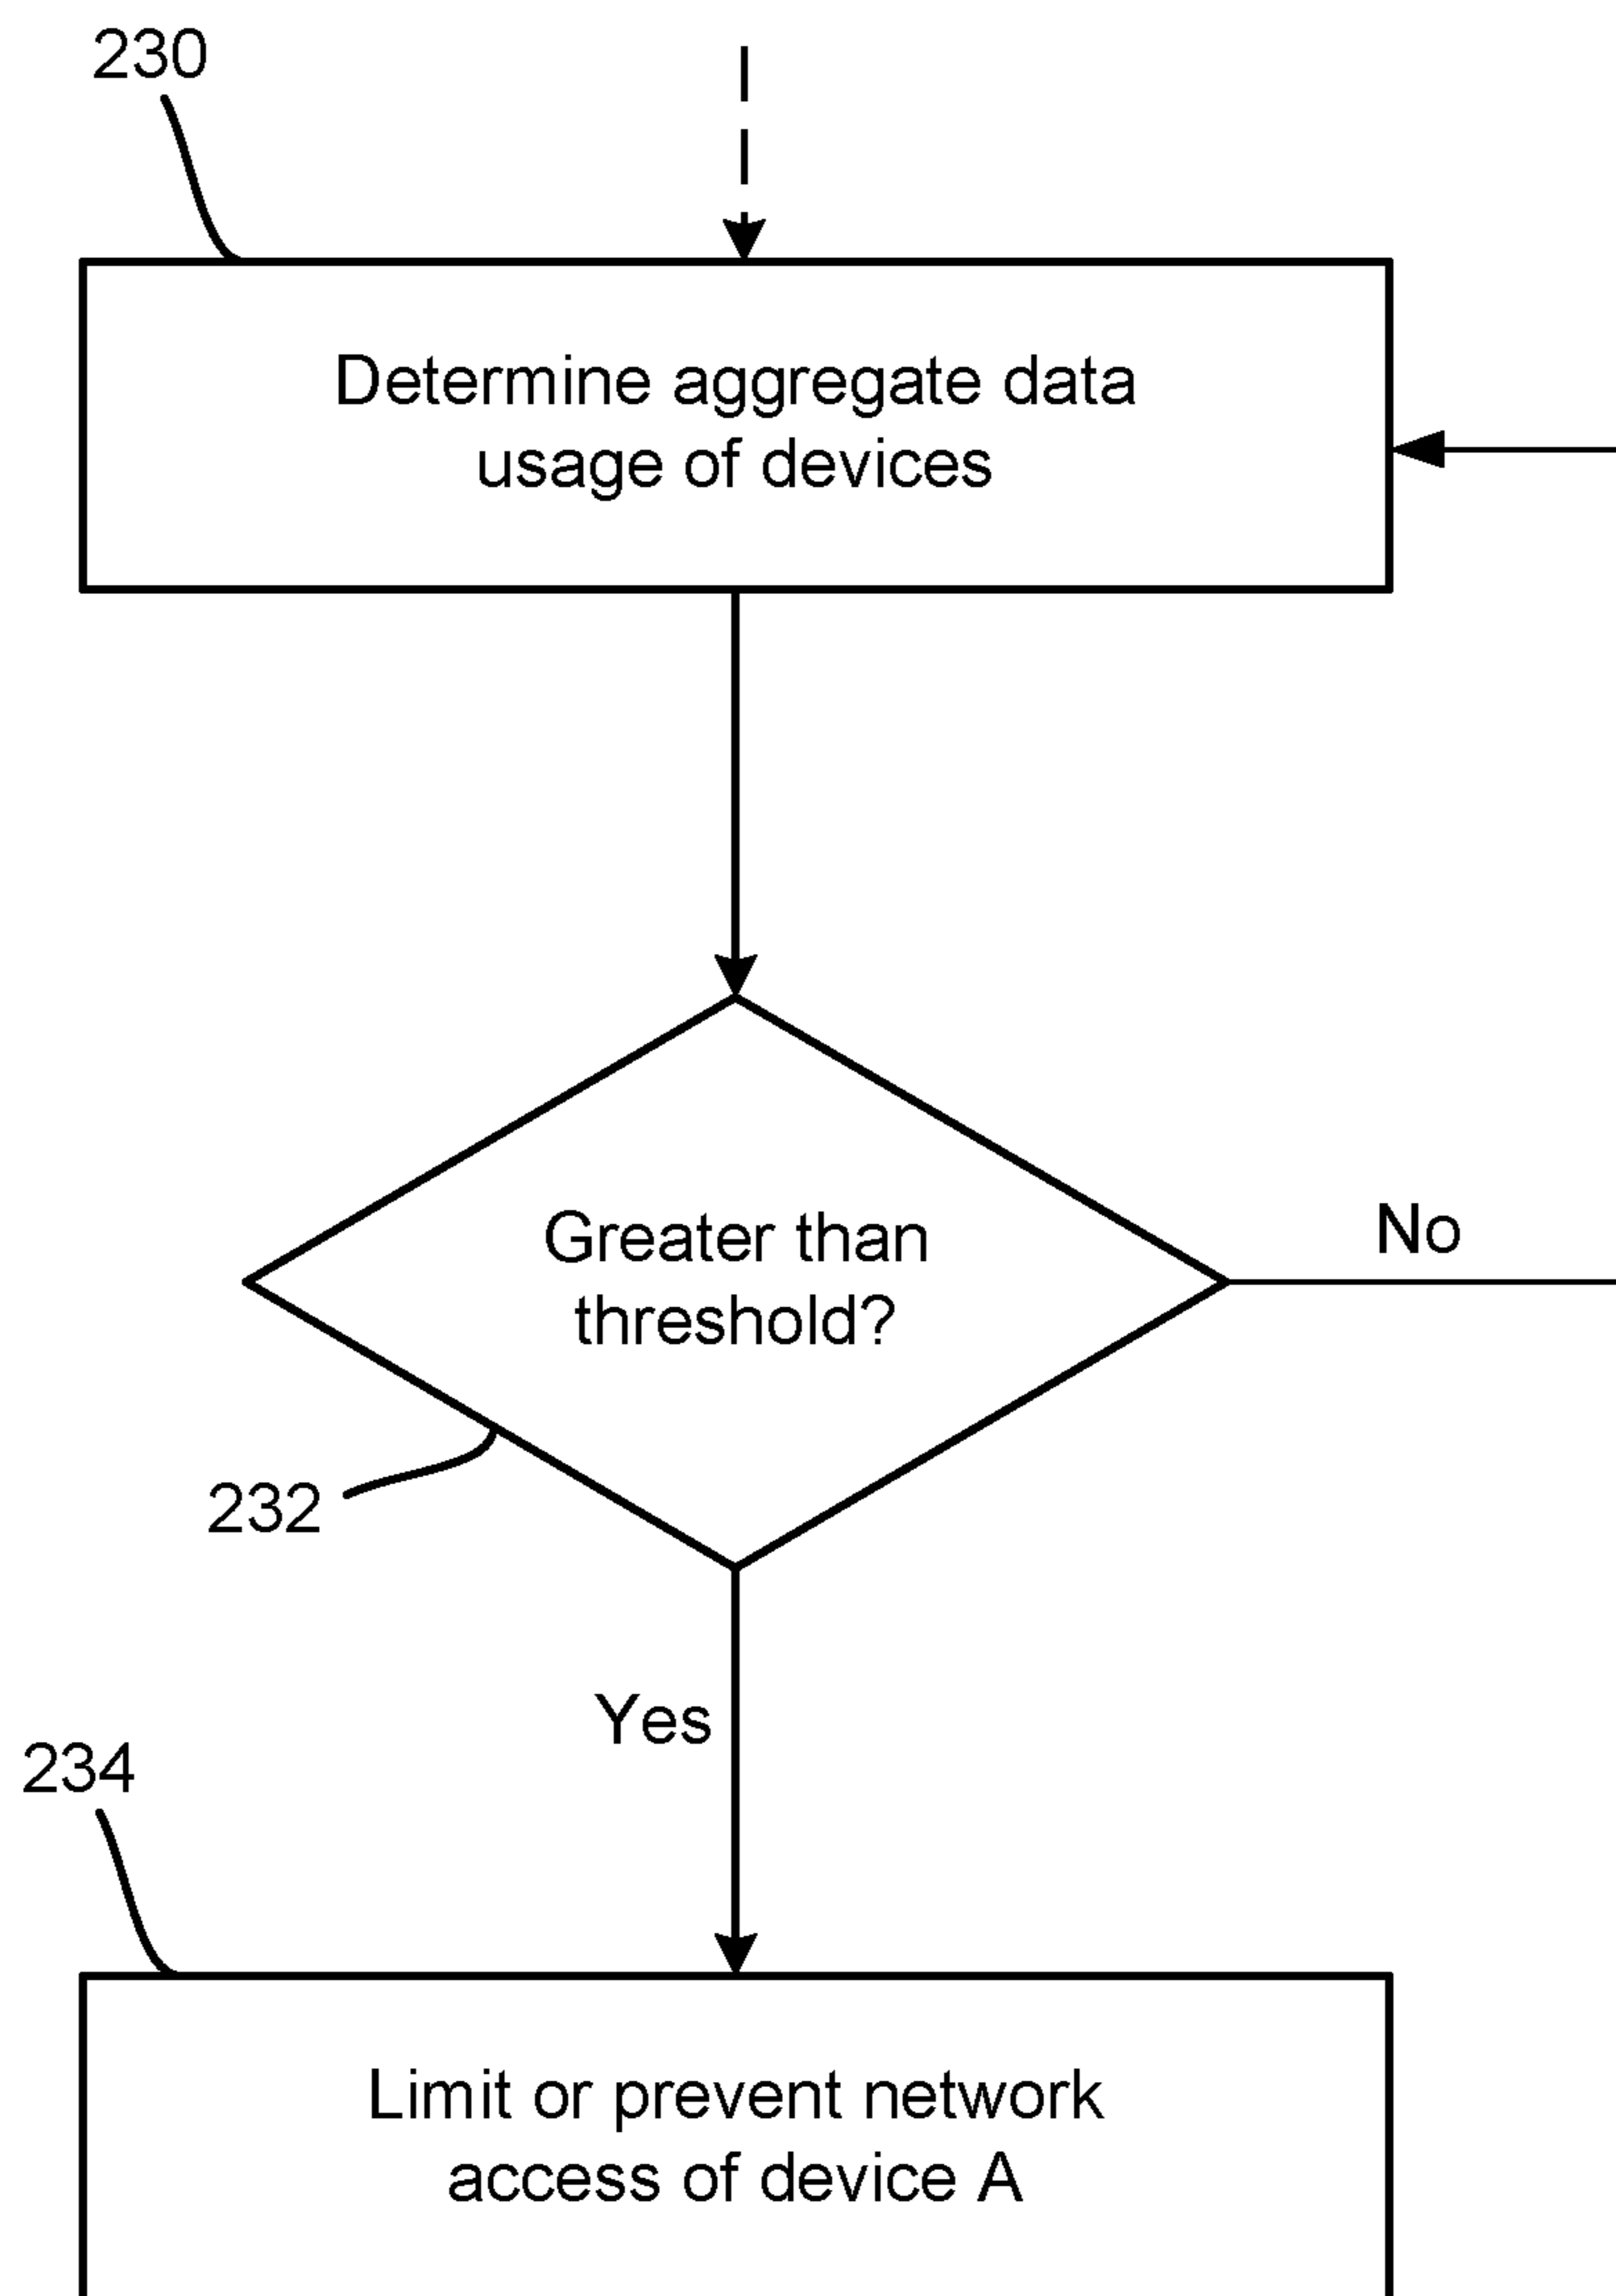 230
Determine aggregate data
usage of devices
Greater than
threshold?
No
232
Yes
234
Limit or prevent network
access of device A